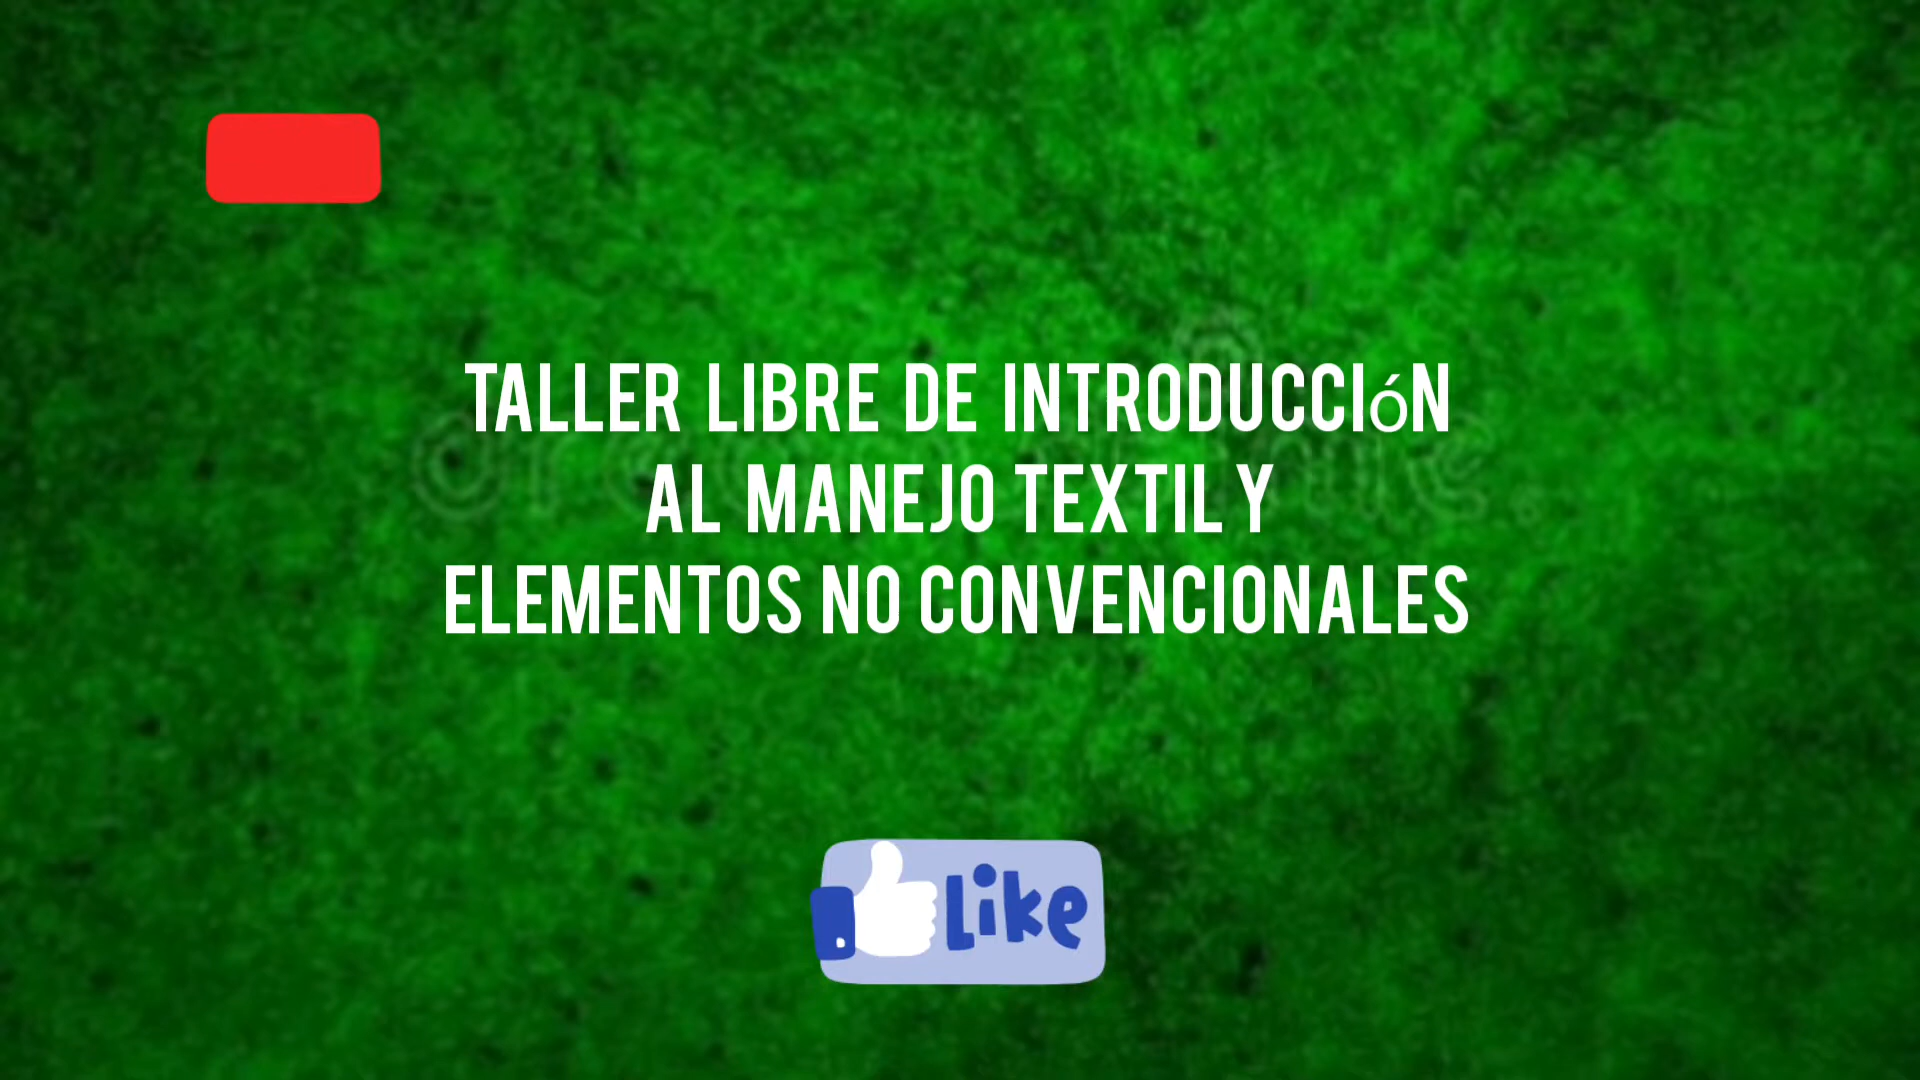 TALLER LIBRE DE INTRODUCCIóN
AL MANEJO TEXTIL Y
ELEMENTOS NO CONVENCIONALES
like